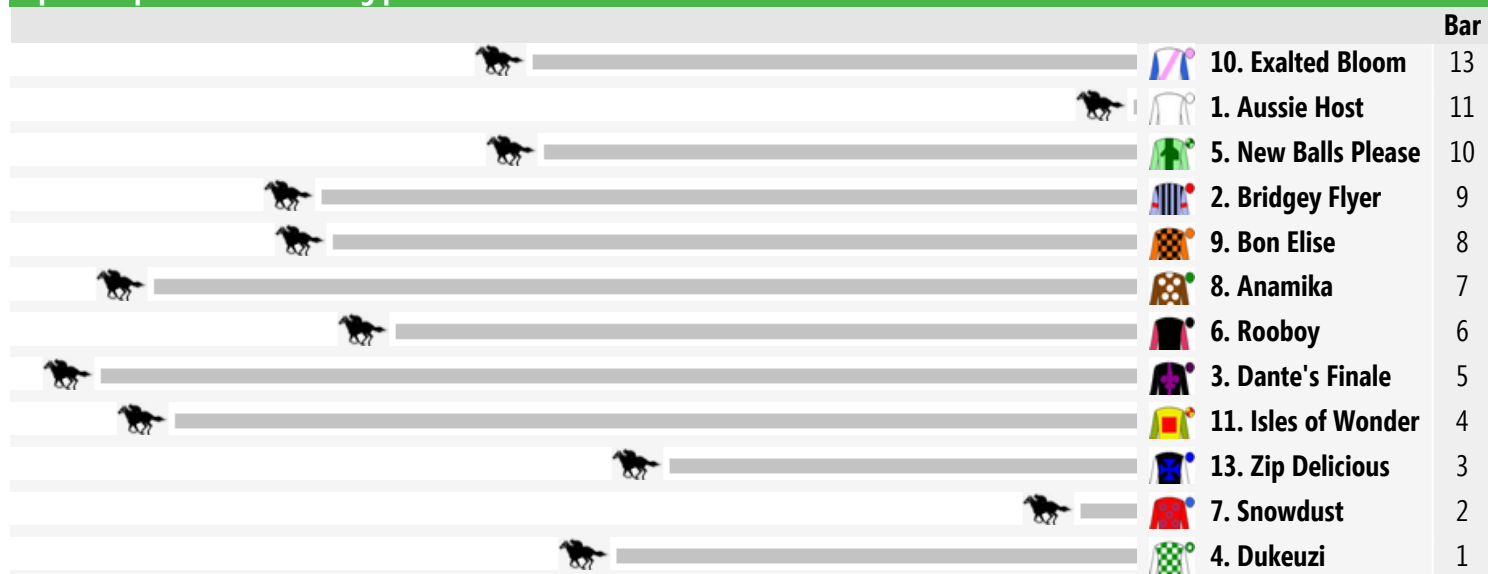 Bar
10. Exalted Bloom 13
1. Aussie Host 11
5. New Balls Please 10
2. Bridgey Flyer 9
9. Bon Elise 8
8. Anamika 7
6. Rooboy 6
3. Dante's Finale 5
11. Isles of Wonder 4
13. Zip Delicious 3
7. Snowdust 2
4. Dukeuzi 1